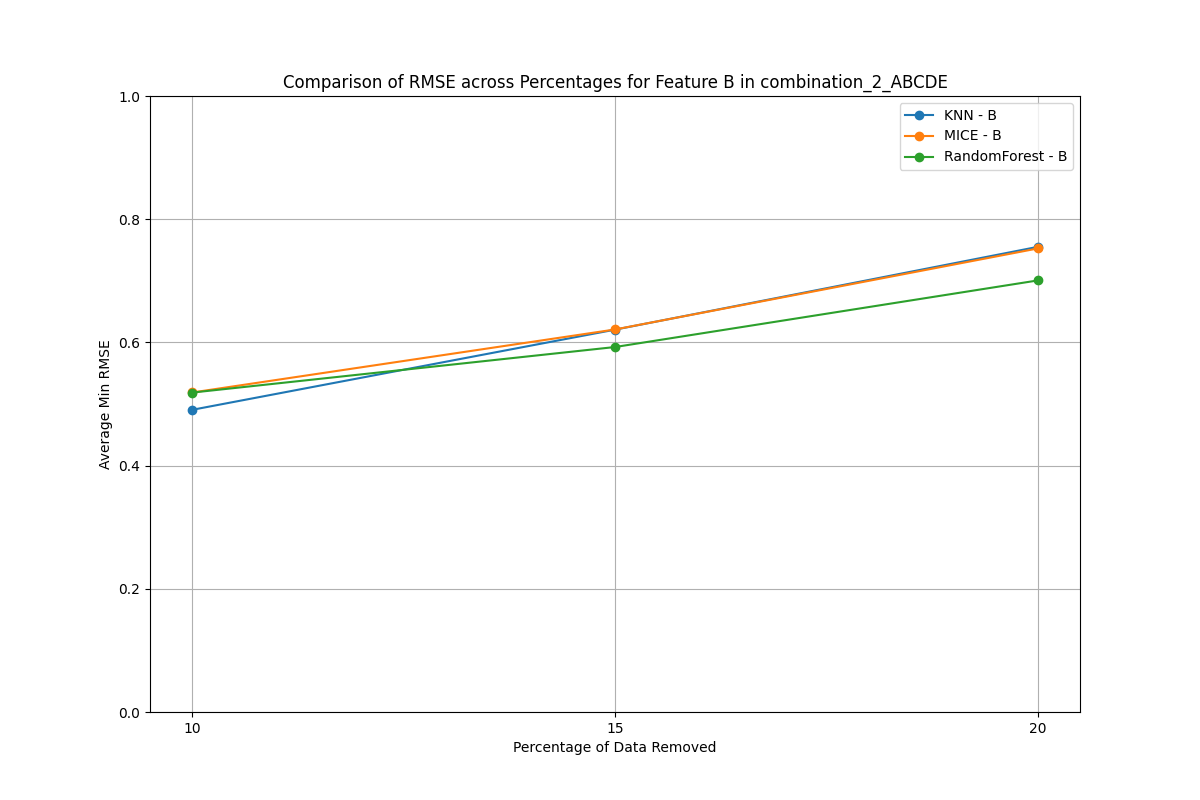 Comparison of RMSE across Percentages for Feature B in combination_2_ABCDE
KNN - B
MICE - B
RandomForest - B
Average Min RMSE
1.0
0.8
0.6
0.4
0.2
0.0
10 15 20
Percentage of Data Removed